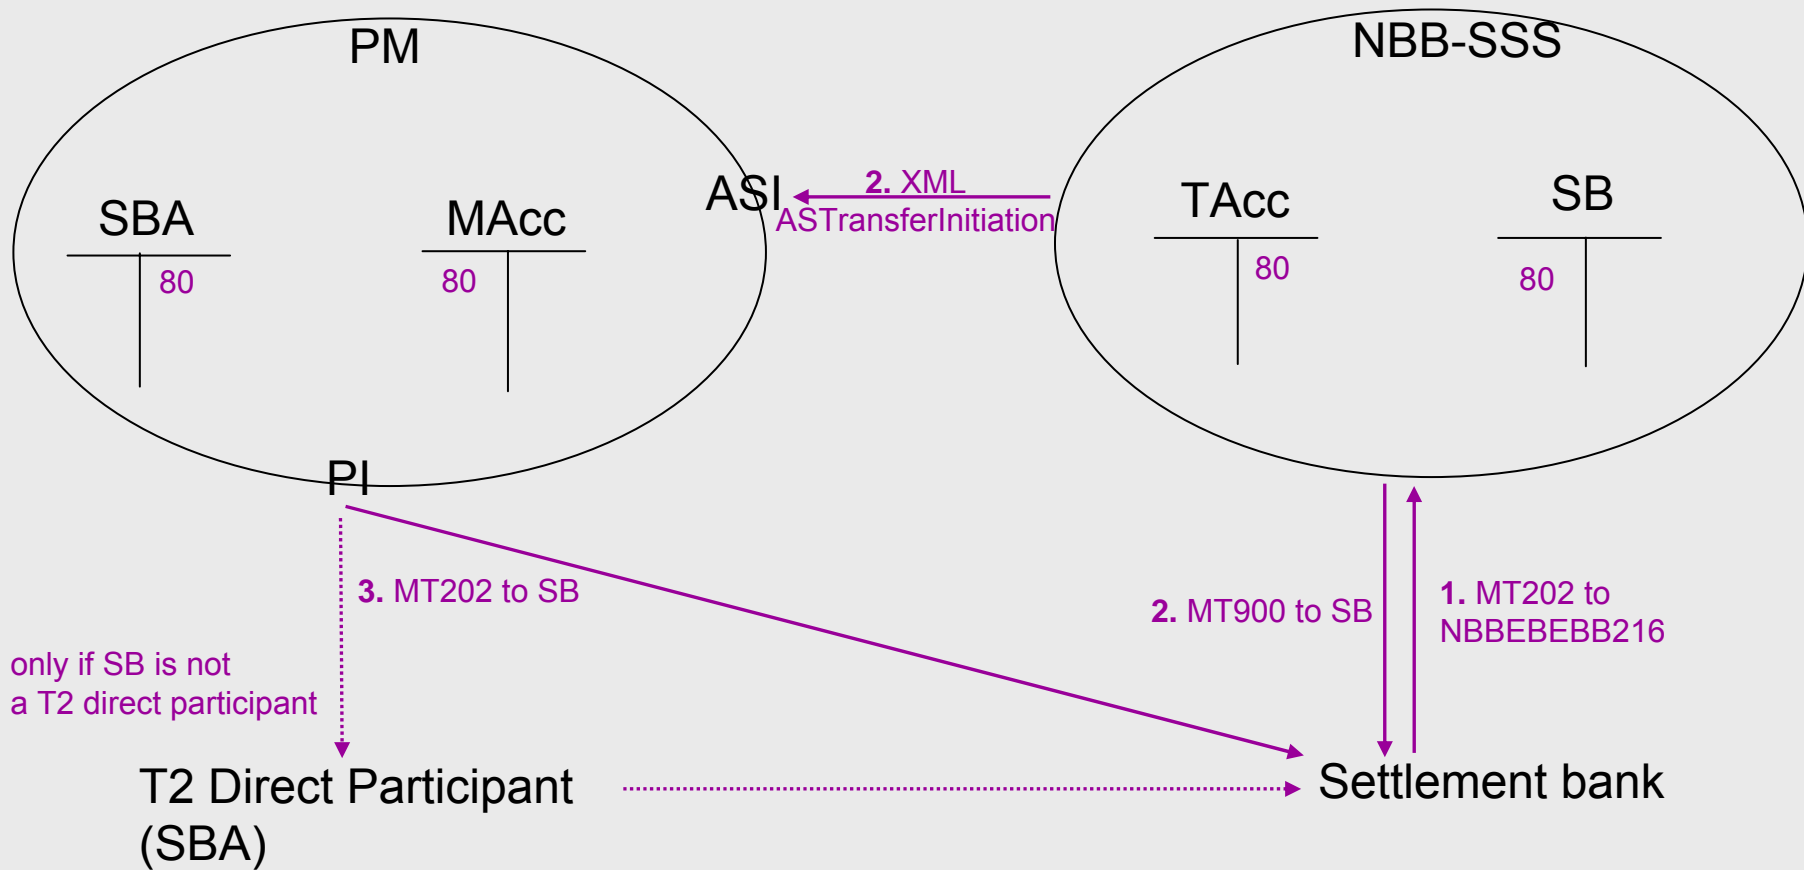 PM
NBB-SSS
ASI
2. XML
ASTransferInitiation
SBA
MAcc
TAcc
SB
80
80
80
80
PI
3. MT202 to SB
2. MT900 to SB
1. MT202 to
NBBEBEBB216
only if SB is not
a T2 direct participant
T2 Direct Participant
(SBA)
Settlement bank